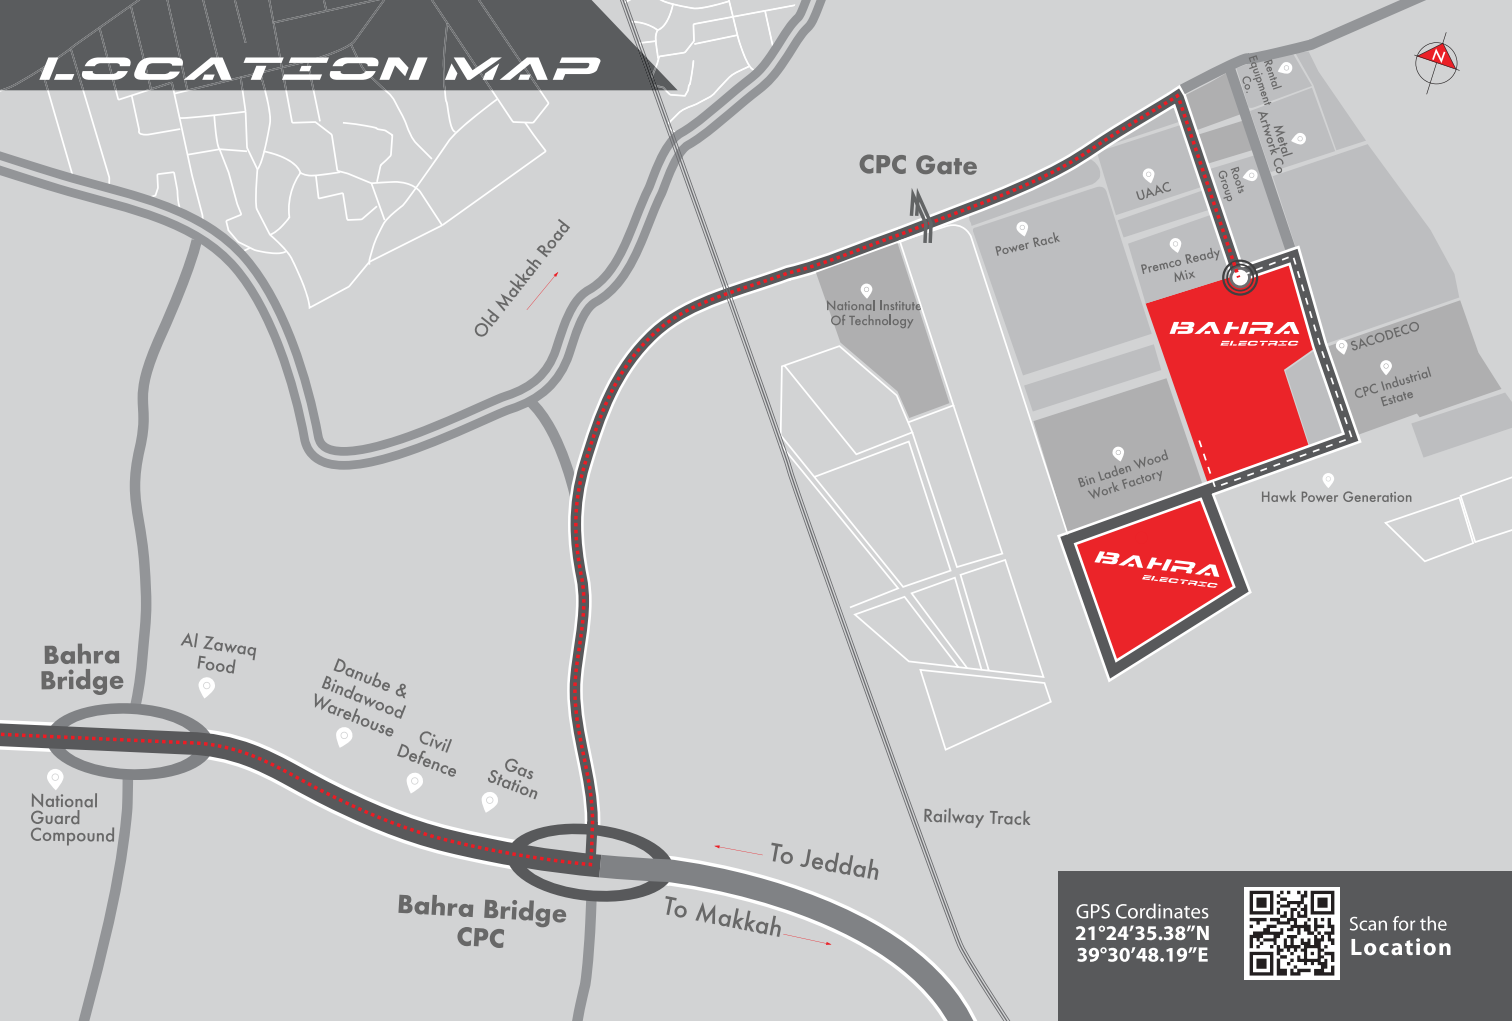 LOCATION MAP
N
Rental
Equipment
Co.
Metal
Artwork Co
Roots
Group
CPC Gate
UAAC
Power Rack
Premco Ready
Mix
Old Makkah Road
National Institute
Of Technology
BAHRA
ELECTRIC
SACODECO
CPC Industrial
Estate
Bin Laden Wood
Work Factory
Hawk Power Generation
BAHRA
ELECTRIC
Bahra
Bridge
Al Zawaq
Food
Danube &
Bindawood
Warehouse
Civil
Defence
Gas
Station
National
Guard
Compound
Railway Track
To Jeddah
To Makkah
Bahra Bridge
CPC
GPS Cordinates
21°24’35.38”N
39°30’48.19”E
Scan for the
Location